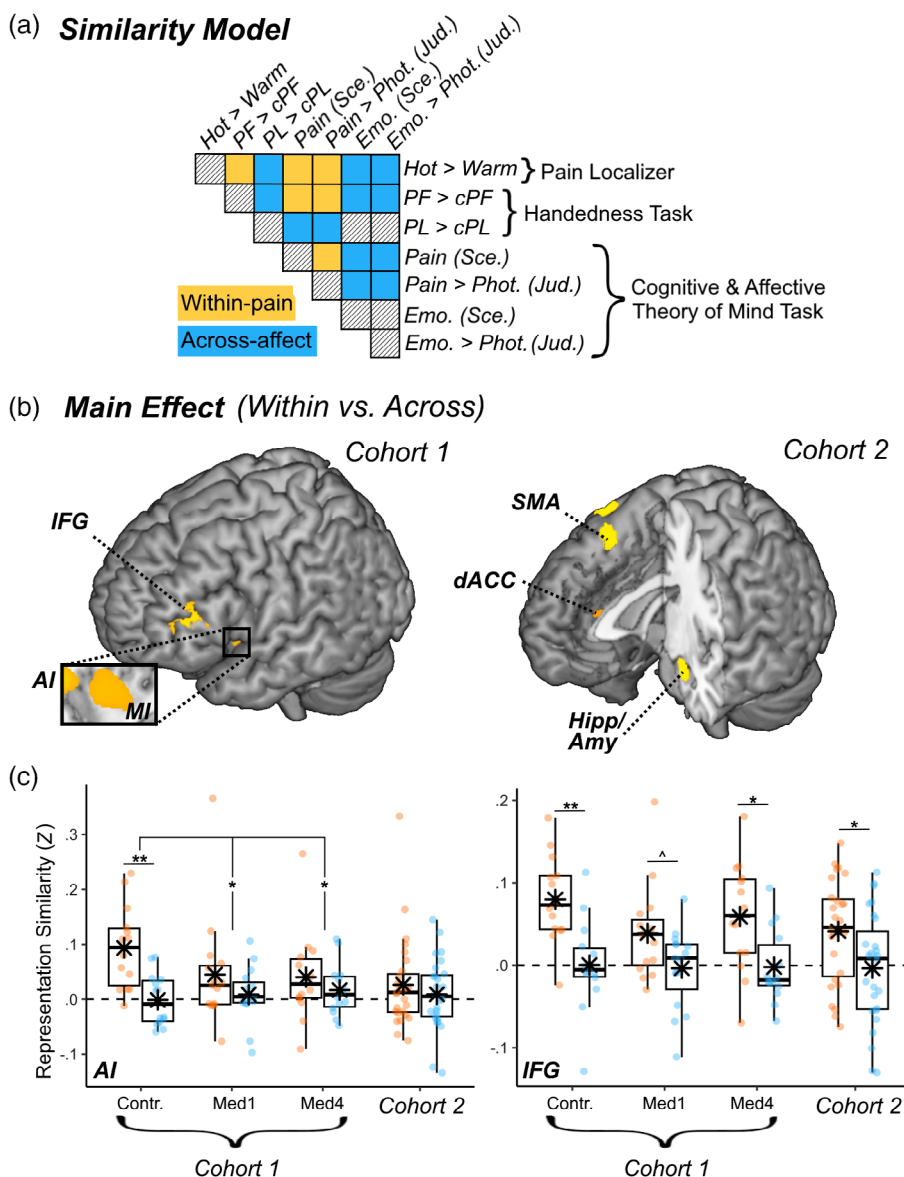 (a) Similarity Model
Hot > Warm
PF > cPF
PL > cPL
Pain (Sce.)
Pain > Phot. (Jud.)
Emo. (Sce.)
Emo. > Phot. (Jud.)
Hot > Warm } Pain Localizer
PF > cPF
Handedness Task
PL > cPL
Pain (Sce.)
Within-pain
Pain > Phot. (Jud.)
Cognitive & Affective
Theory of Mind Task
Emo. (Sce.)
Across-affect
Emo. > Phot. (Jud.)
(b) Main Effect (Within vs. Across)
Cohort 1
Cohort 2
IFG
SMA
dACC
AI
MI
Hipp/
Amy
(c)
Representation Similarity (Z)
.3
.2
.1
.0
-.1
**
*
*
AI
Contr. Med1 Med4 Cohort 2
Cohort 1
0.2
0.1
0.0
-0.1
**
^
*
*
IFG
Contr. Med1 Med4 Cohort 2
Cohort 1